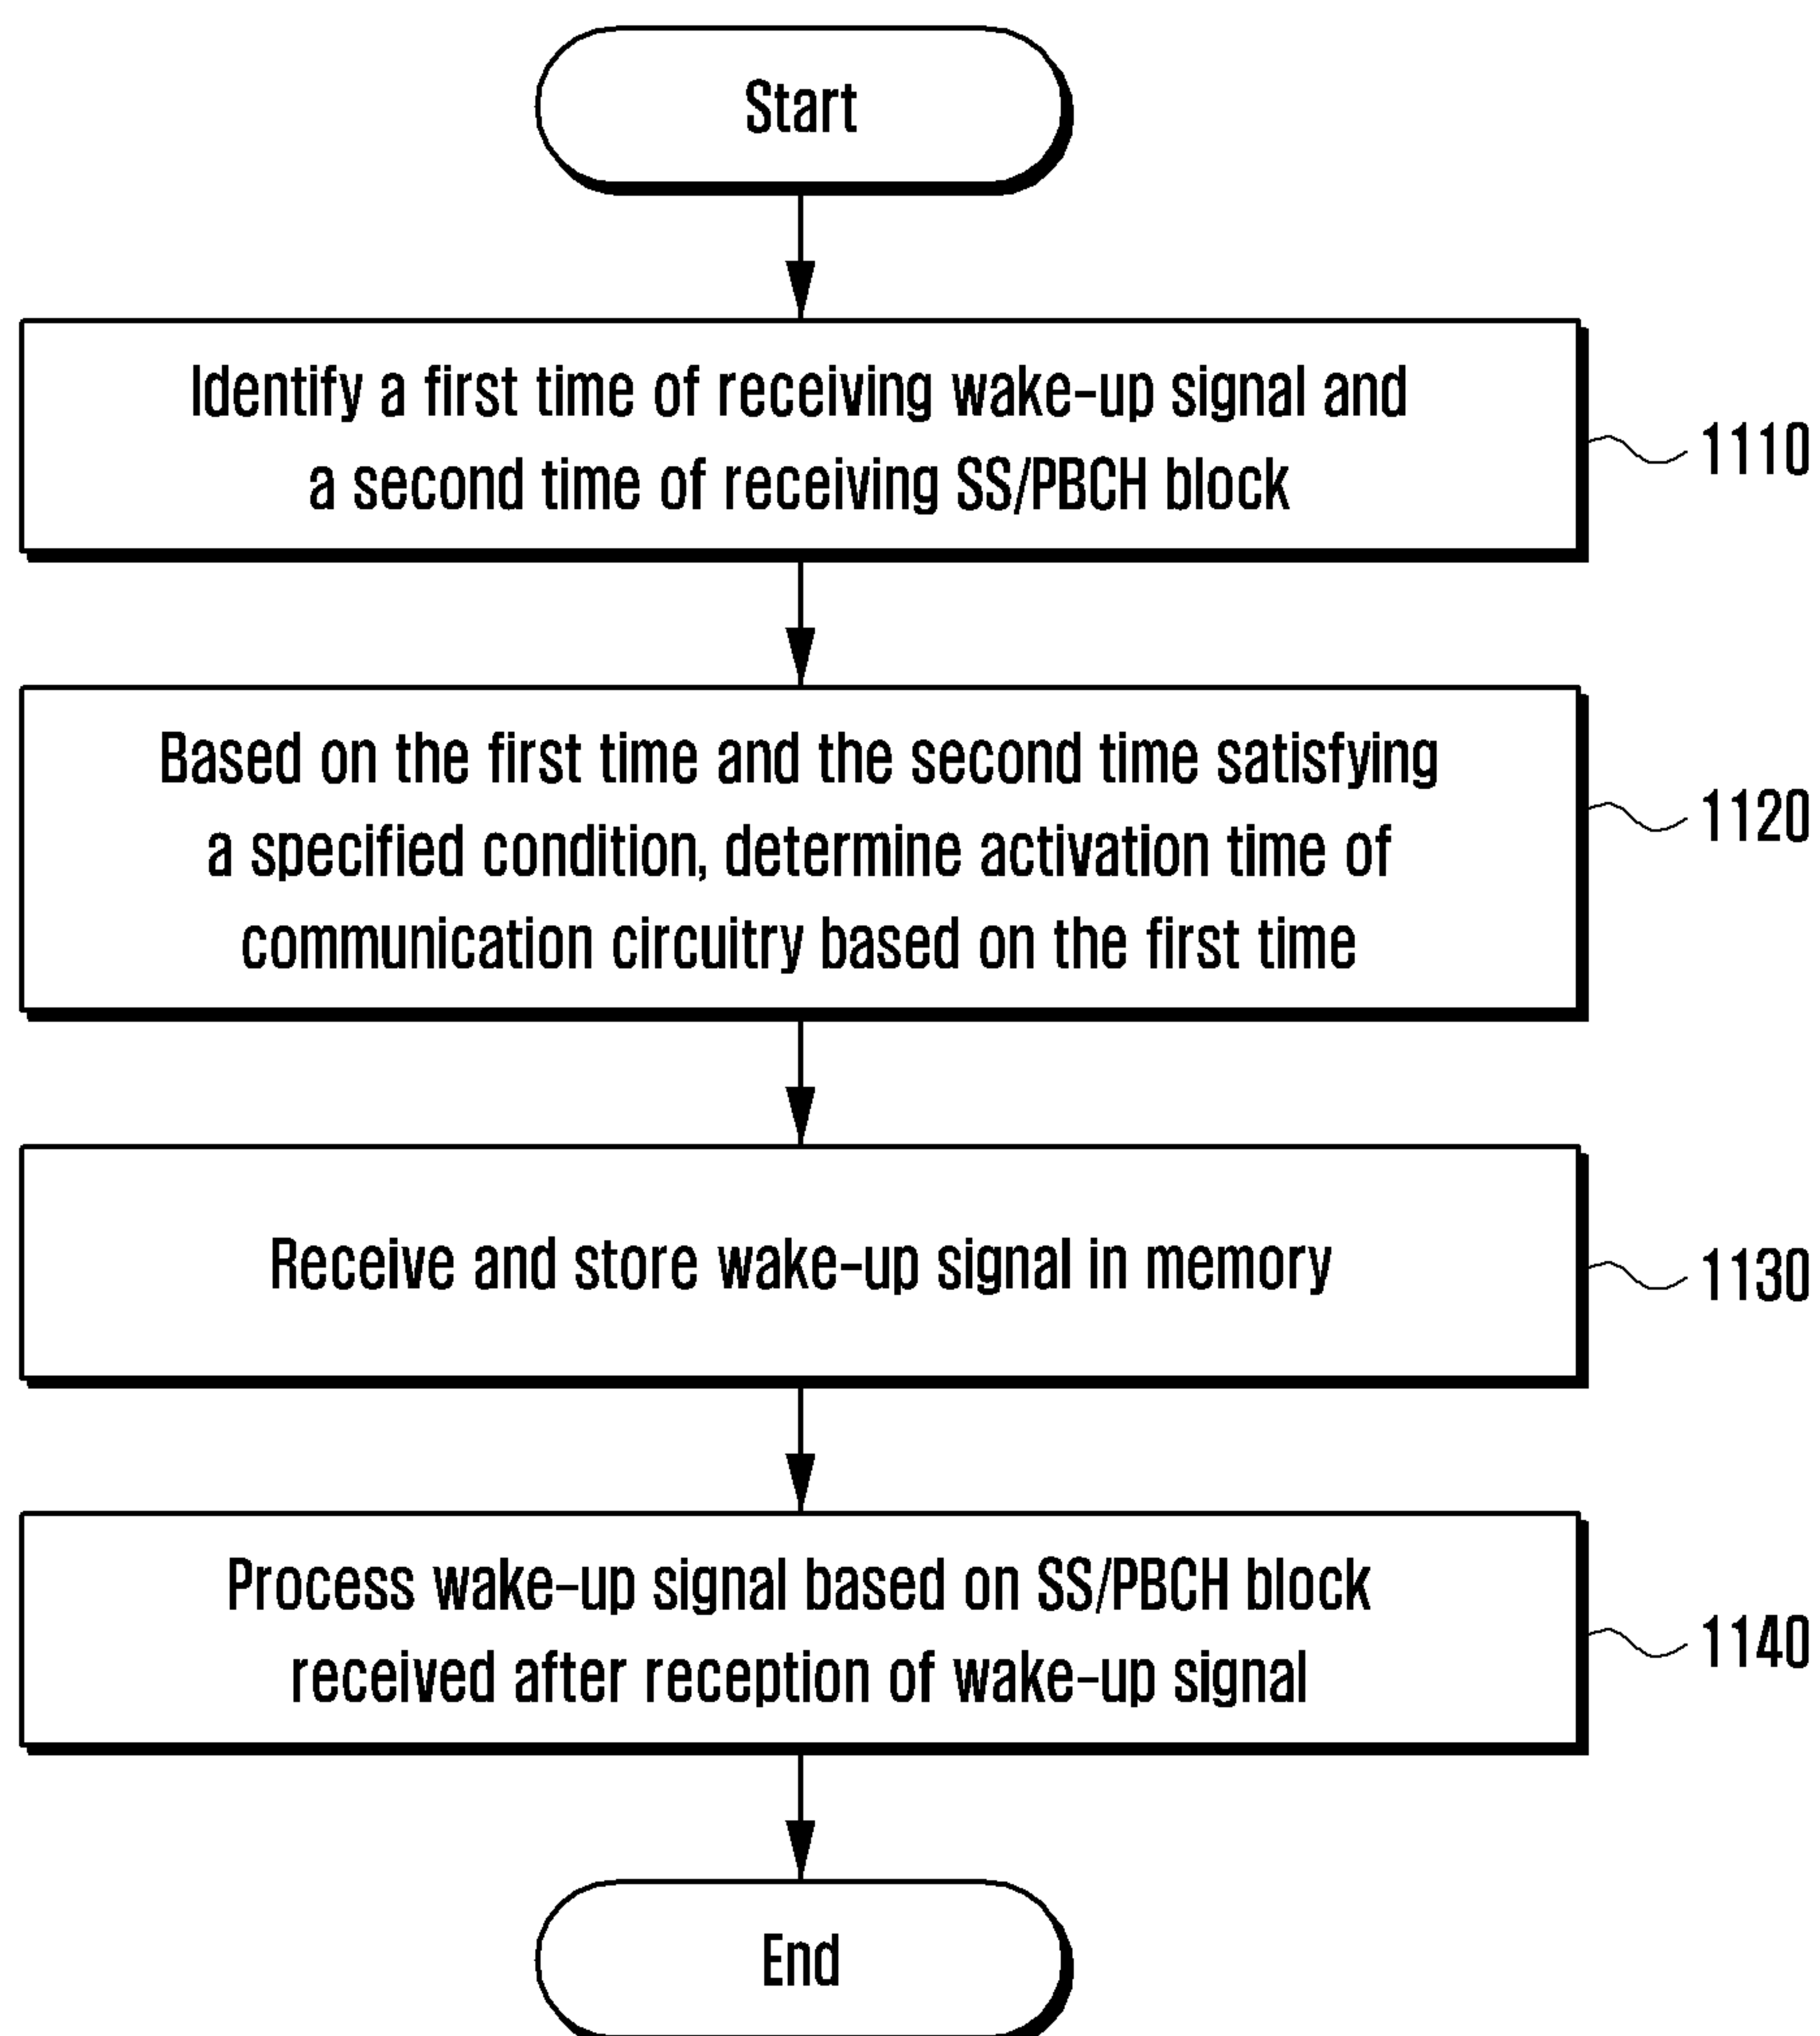 Start
Identify a first time of receiving wake-up signal and
a second time of receiving SS/PBCH block
1110
Based on the first time and the second time satisfying
a specified condition, determine activation time of
communication circuitry based on the first time
1120
Receive and store wake-up signal in memory
1130
Process wake-up signal based on SS/PBCH block
received after reception of wake-up signal
1140
End